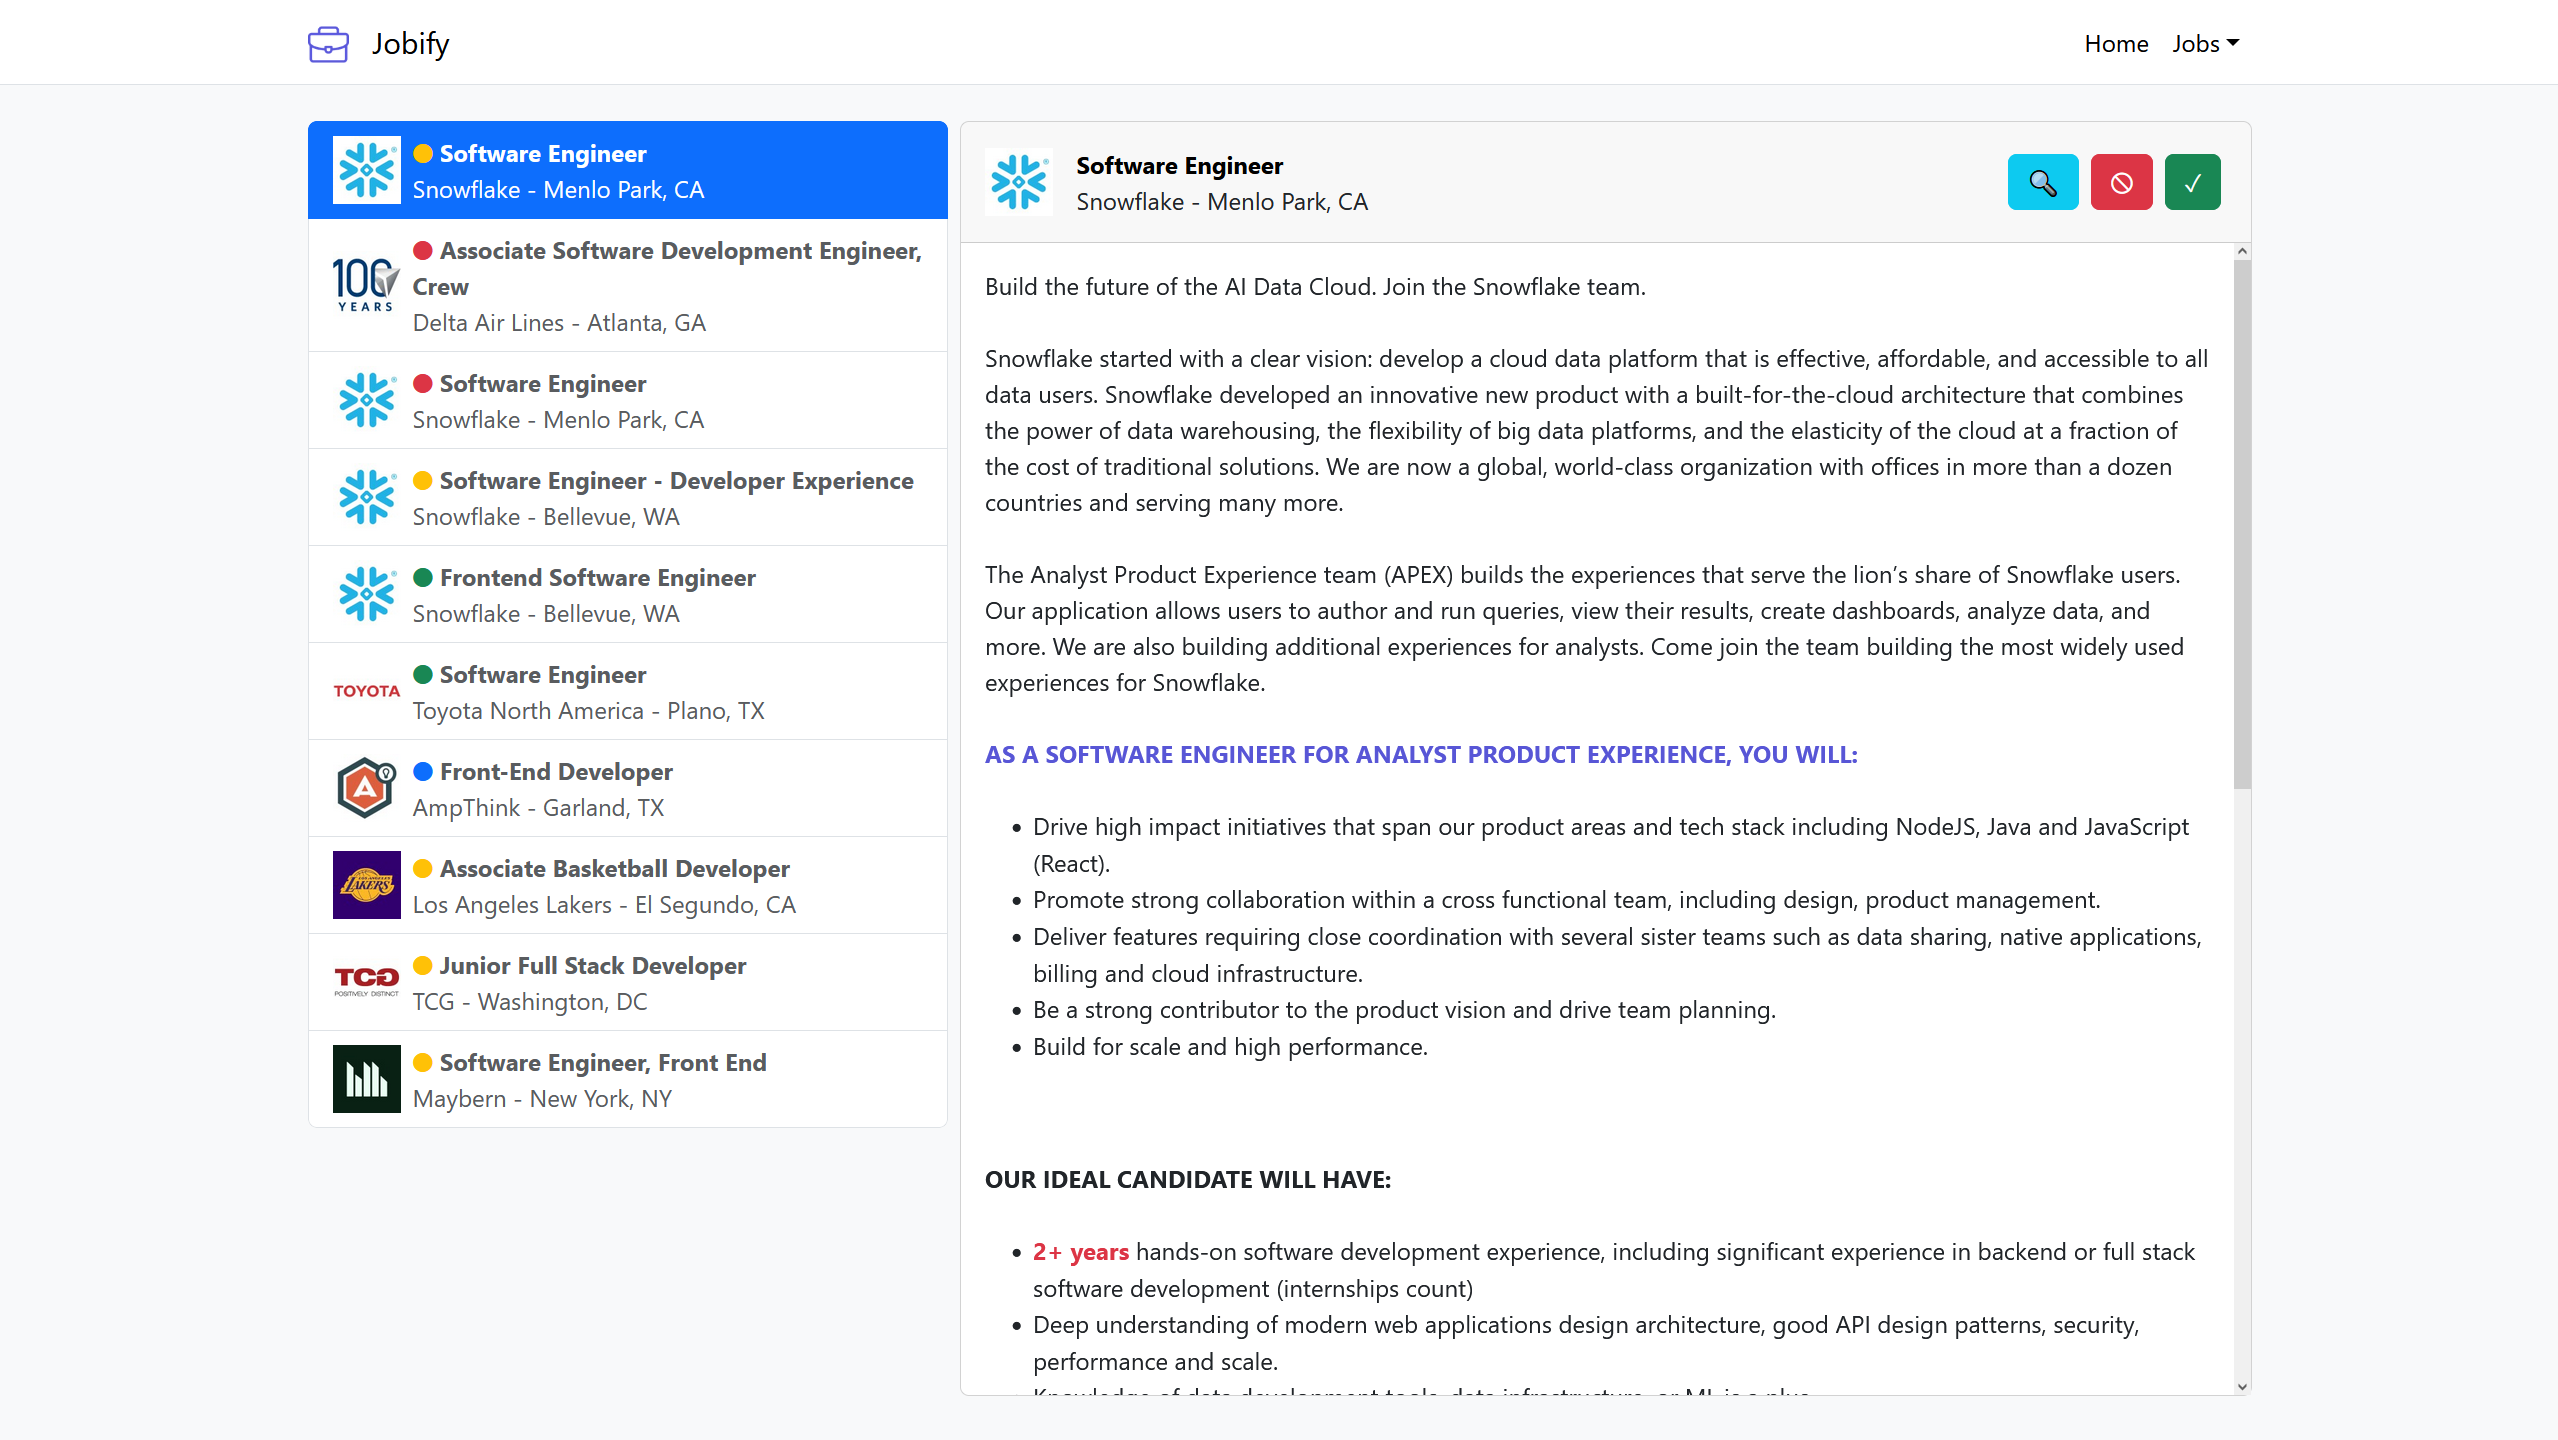 Jobify
Home Jobs
Software Engineer
Snowflake - Menlo Park, CA
100
YEARS
Associate Software Development Engineer,
Crew
Delta Air Lines - Atlanta, GA
Software Engineer
Snowflake - Menlo Park, CA
Software Engineer - Developer Experience
Snowflake - Bellevue, WA
Frontend Software Engineer
Snowflake - Bellevue, WA
TOYOTA
Software Engineer
Toyota North America - Plano, TX
A
Front-End Developer
AmpThink - Garland, TX
LOS ANGELES
LAKERS
Associate Basketball Developer
Los Angeles Lakers - El Segundo, CA
TCG
POSITIVELY DISTINCT
Junior Full Stack Developer
TCG - Washington, DC
Software Engineer, Front End
Maybern - New York, NY
Software Engineer
Snowflake - Menlo Park, CA
Build the future of the AI Data Cloud. Join the Snowflake team.
Snowflake started with a clear vision: develop a cloud data platform that is effective, affordable, and accessible to all
data users. Snowflake developed an innovative new product with a built-for-the-cloud architecture that combines
the power of data warehousing, the flexibility of big data platforms, and the elasticity of the cloud at a fraction of
the cost of traditional solutions. We are now a global, world-class organization with offices in more than a dozen
countries and serving many more.
The Analyst Product Experience team (APEX) builds the experiences that serve the lion’s share of Snowflake users.
Our application allows users to author and run queries, view their results, create dashboards, analyze data, and
more. We are also building additional experiences for analysts. Come join the team building the most widely used
experiences for Snowflake.
AS A SOFTWARE ENGINEER FOR ANALYST PRODUCT EXPERIENCE, YOU WILL:
• Drive high impact initiatives that span our product areas and tech stack including NodeJS, Java and JavaScript
(React).
• Promote strong collaboration within a cross functional team, including design, product management.
• Deliver features requiring close coordination with several sister teams such as data sharing, native applications,
billing and cloud infrastructure.
• Be a strong contributor to the product vision and drive team planning.
• Build for scale and high performance.
OUR IDEAL CANDIDATE WILL HAVE:
• 2+ years hands-on software development experience, including significant experience in backend or full stack
software development (internships count)
• Deep understanding of modern web applications design architecture, good API design patterns, security,
performance and scale.
Knowledge of data development tools, data infrastructure, or ML is a plus